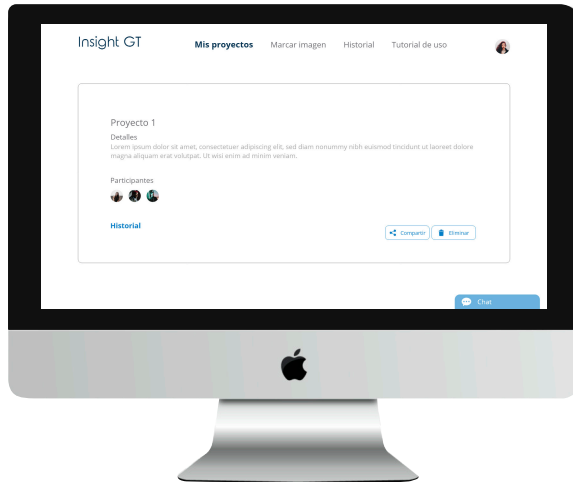 Insight GT
Mis proyectos Marcar imagen Historial Tutorial de uso
Proyecto 1
Detalles
Lorem ipsum dolor sit amet, consectetuer adipiscing elit, sed diam nonummy nibh euismod tincidunt ut laoreet dolore
magna aliquam erat volutpat. Ut wisi enim ad minim veniam.
Participantes
Historial
Compartir Eliminar
Chat